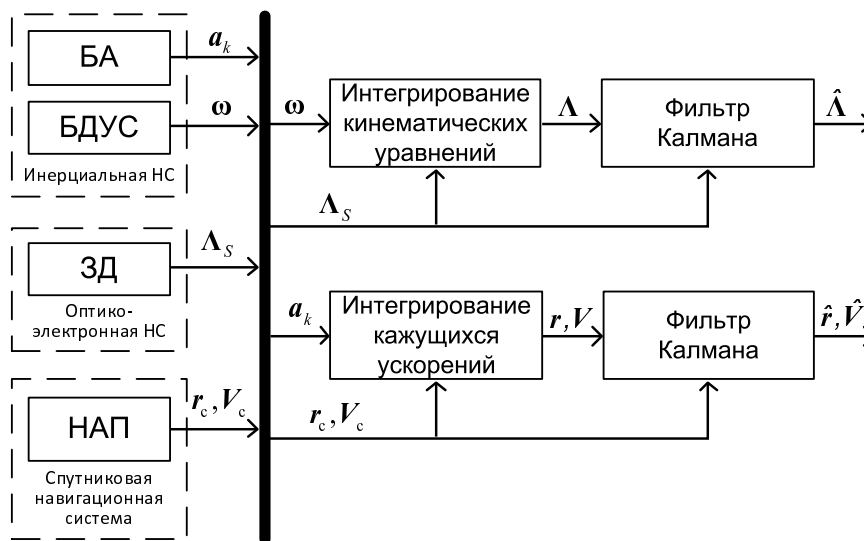 БА
a_k
БДУС
ω
Инерциальная НС
ЗД
Λ_S
Оптико-
электронная НС
НАП
r_c, V_c
Спутниковая
навигационная
система
ω
Интегрирование
кинематических
уравнений
Λ
Фильтр
Калмана
Λ̂
Λ_S
a_k
Интегрирование
кажущихся
ускорений
r, V
Фильтр
Калмана
r̂, V̂
r_c, V_c